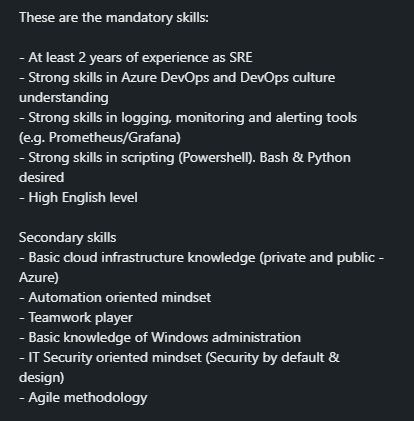 These are the mandatory skills:
- At least 2 years of experience as SRE
- Strong skills in Azure DevOps and DevOps culture
understanding
- Strong skills in logging, monitoring and alerting tools
(e.g. Prometheus/Grafana)
- Strong skills in scripting (Powershell). Bash & Python
desired
- High English level
Secondary skills
- Basic cloud infrastructure knowledge (private and public -
Azure)
- Automation oriented mindset
- Teamwork player
- Basic knowledge of Windows administration
- IT Security oriented mindset (Security by default &
design)
- Agile methodology